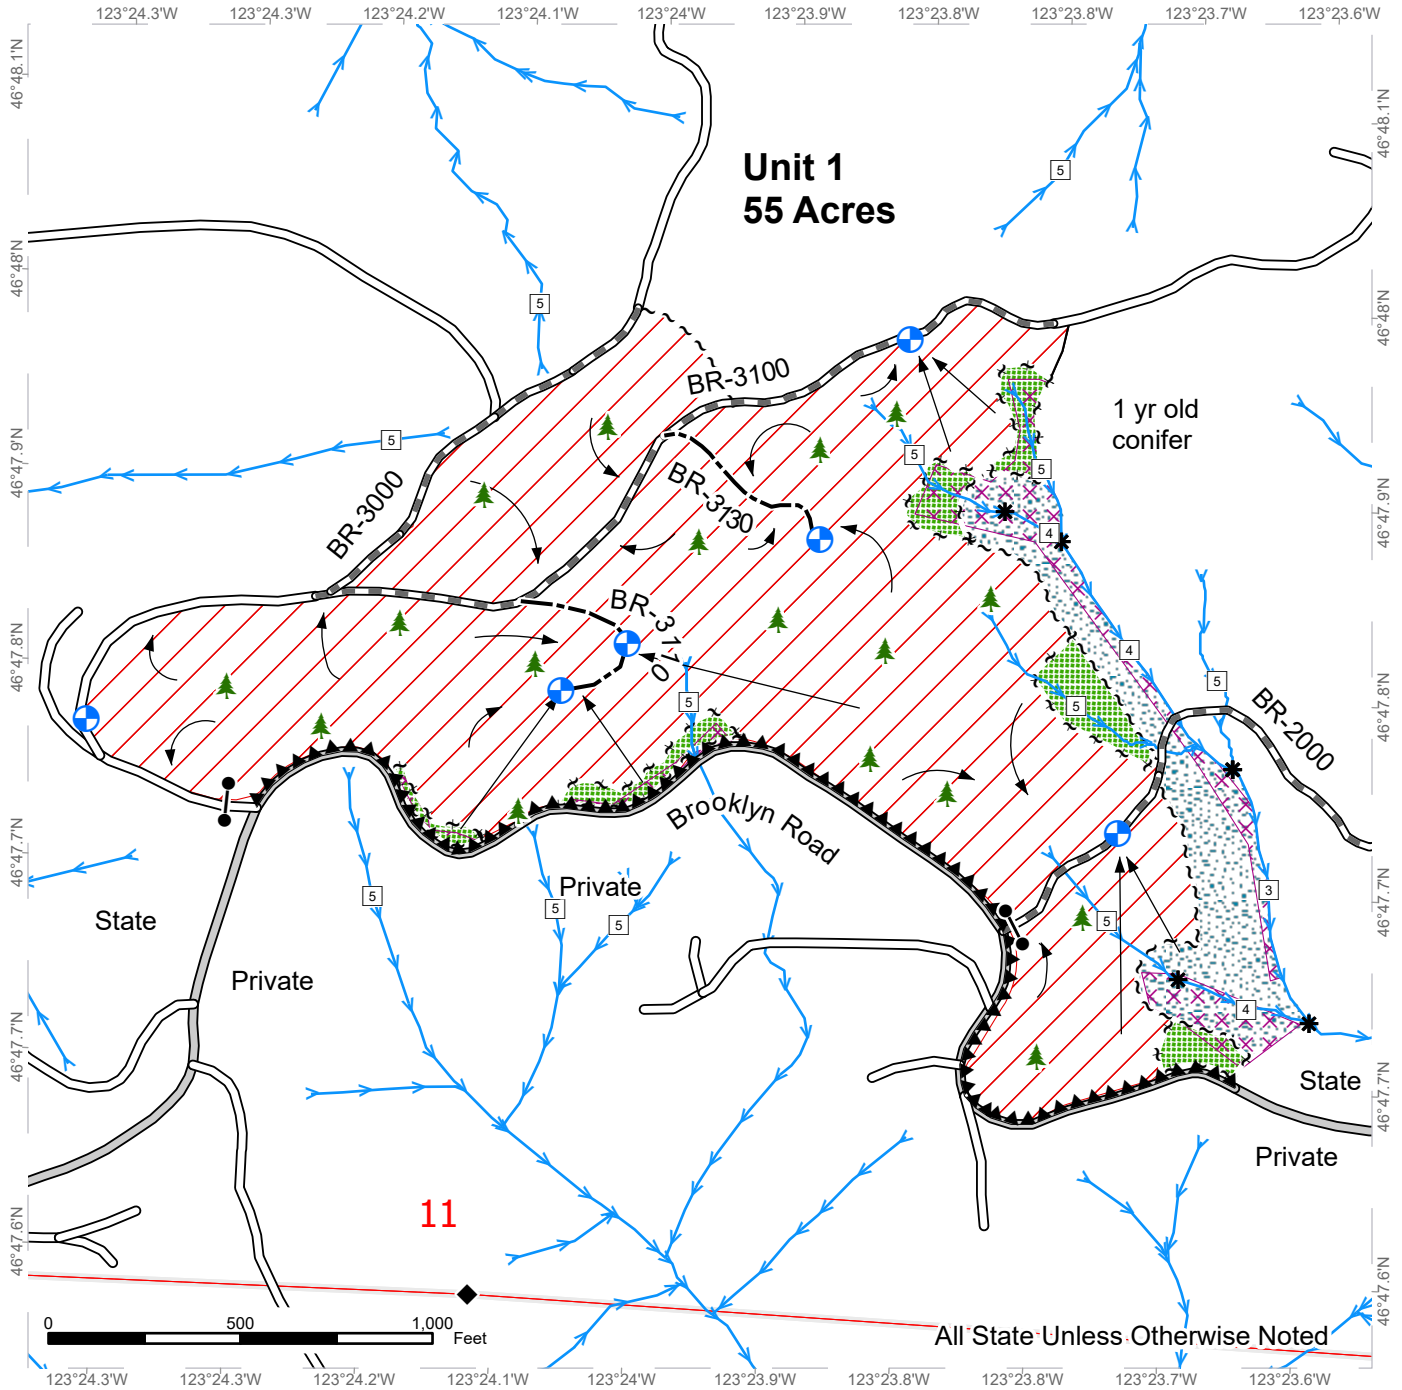 123°24.3'W 123°24.3'W 123°24.2'W 123°24.1'W 123°24'W 123°23.9'W 123°23.8'W 123°23.8'W 123°23.7'W 123°23.6'W
46°48.1'N
46°48'N
46°47.9'N
46°47.8'N
46°47.7'N
46°47.7'N
46°47.6'N
46°48.1'N
46°48'N
46°47.9'N
46°47.8'N
46°47.7'N
46°47.7'N
46°47.6'N
Unit 1
55 Acres
5
5
5
BR-3100
BR-3000
BR-3130
1 yr old
conifer
5
5
4
BR-3110
4
5
5
5
BR-2000
Brooklyn Road
Private
5
5
5
5
3
State
Private
4
State
Private
11
0 500 1,000
Feet
All State Unless Otherwise Noted
123°24.3'W 123°24.3'W 123°24.2'W 123°24.1'W 123°24'W 123°23.9'W 123°23.8'W 123°23.8'W 123°23.7'W 123°23.6'W